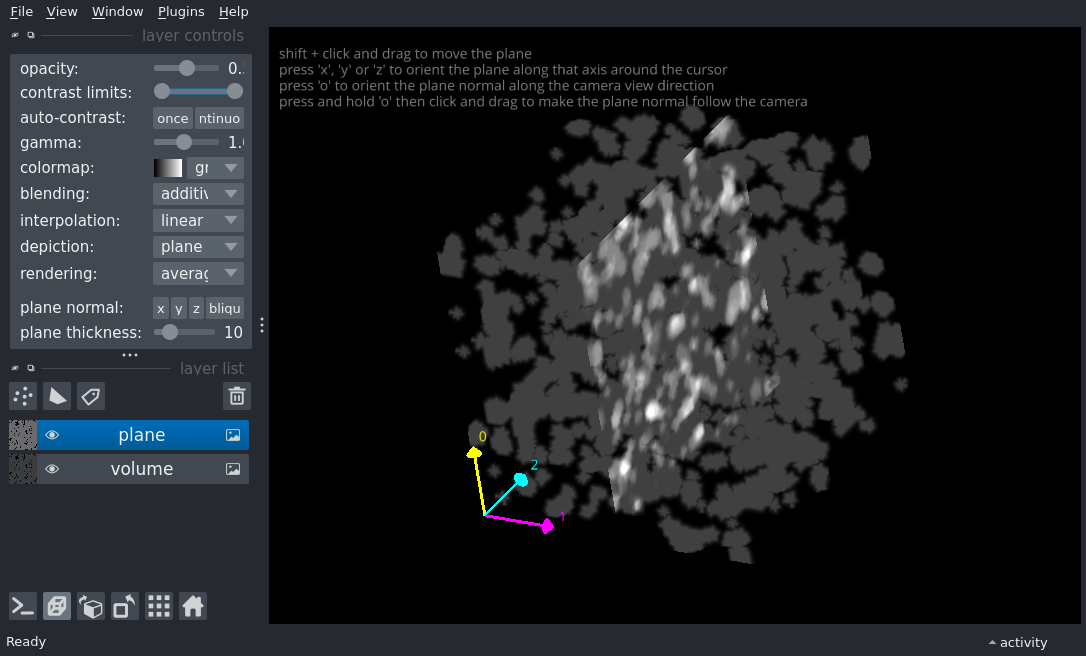 File View Window Plugins Help
layer controls
opacity: 0.
contrast limits:
auto-contrast: once ntinuo
gamma: 1.
colormap: gr
blending: additiv
interpolation: linear
depiction: plane
rendering: averag
plane normal: x y z bliqu
plane thickness: 10
layer list
plane
volume
Ready
shift + click and drag to move the plane
press 'x', 'y' or 'z' to orient the plane along that axis around the cursor
press 'o' to orient the plane normal along the camera view direction
press and hold 'o' then click and drag to make the plane normal follow the camera
0
2
1
activity